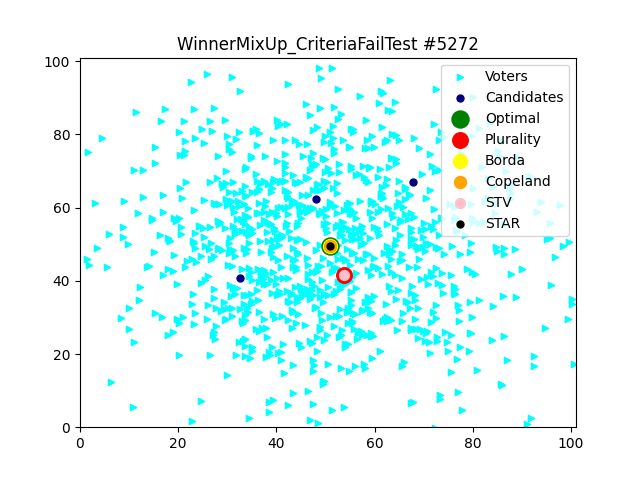 WinnerMixUp_CriteriaFailTest #5272
100
80
60
40
20
0
0
20
40
60
80
100
Voters
Candidates
Optimal
Plurality
Borda
Copeland
STV
STAR